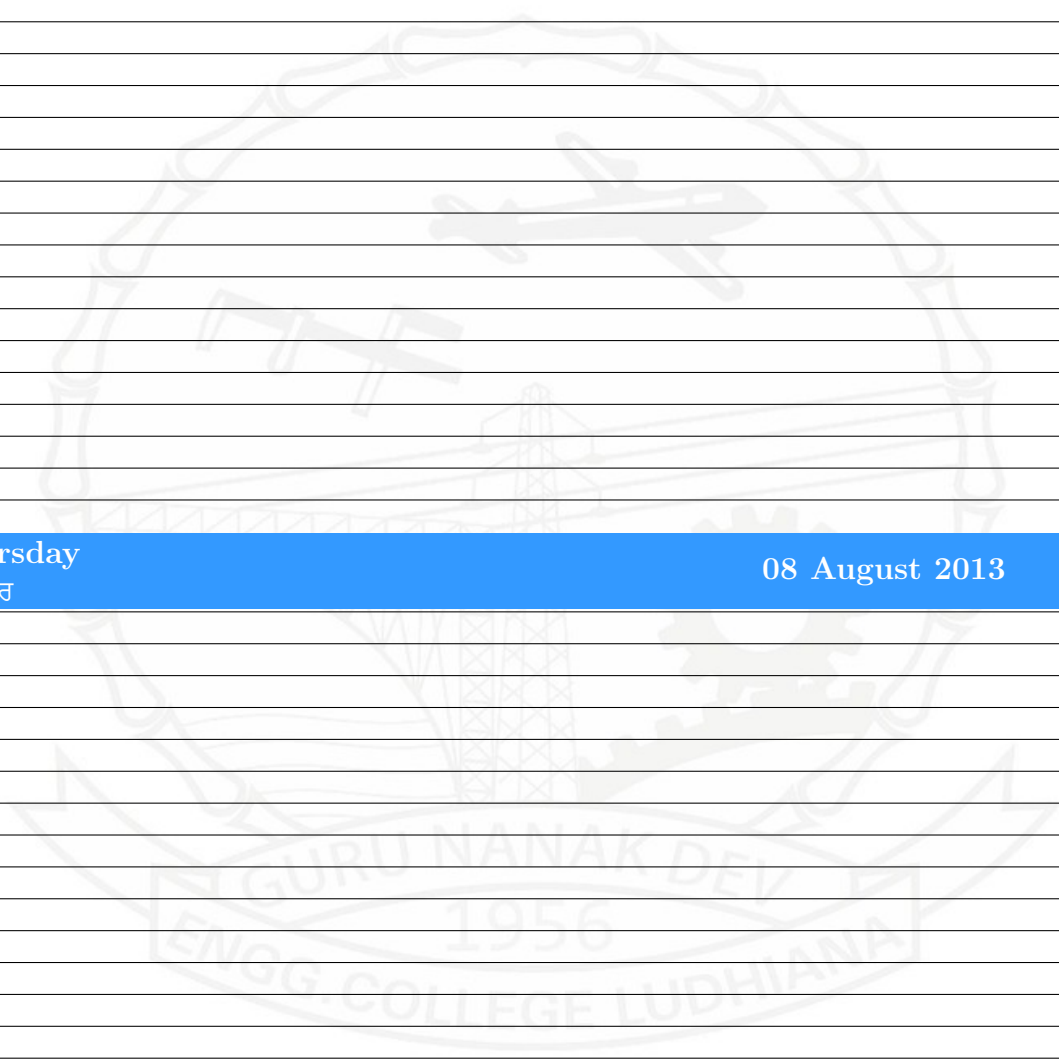 rsday
ਰ
08 August 2013
GURU NANAK DEV
1956
ENGG. COLLEGE LUDHIANA